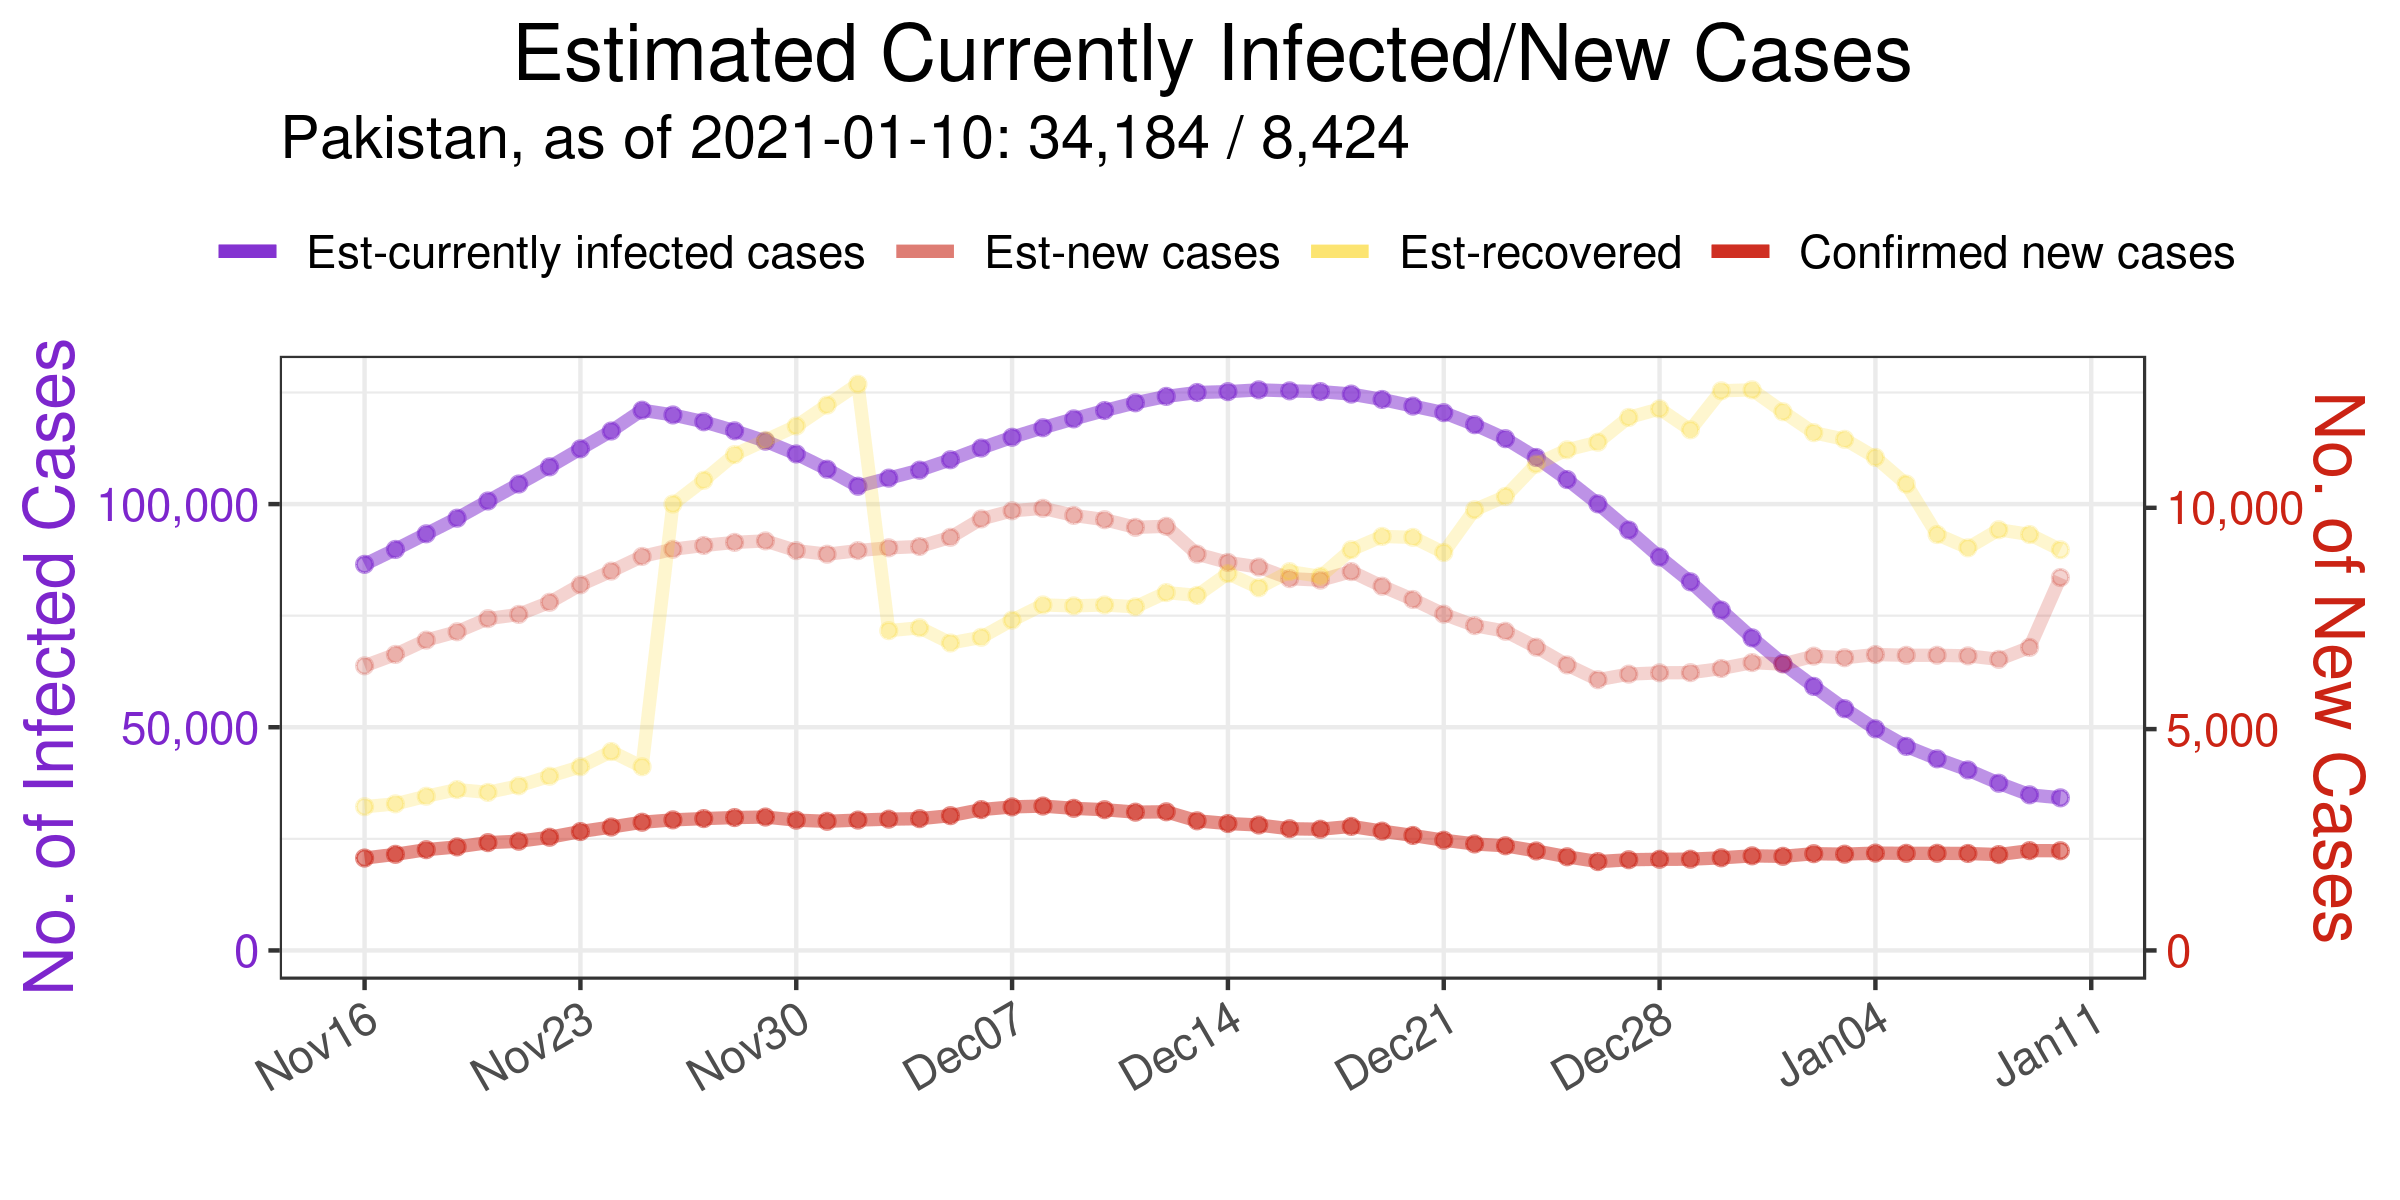 Estimated Currently Infected/New Cases
Pakistan, as of 2021-01-10: 34,184 / 8,424
Est-currently infected cases
Est-new cases
Est-recovered
Confirmed new cases
No. of Infected Cases
100,000
50,000
0
10,000
5,000
0
No. of New Cases
Nov16
Nov23
Nov30
Dec07
Dec14
Dec21
Dec28
Jan04
Jan11